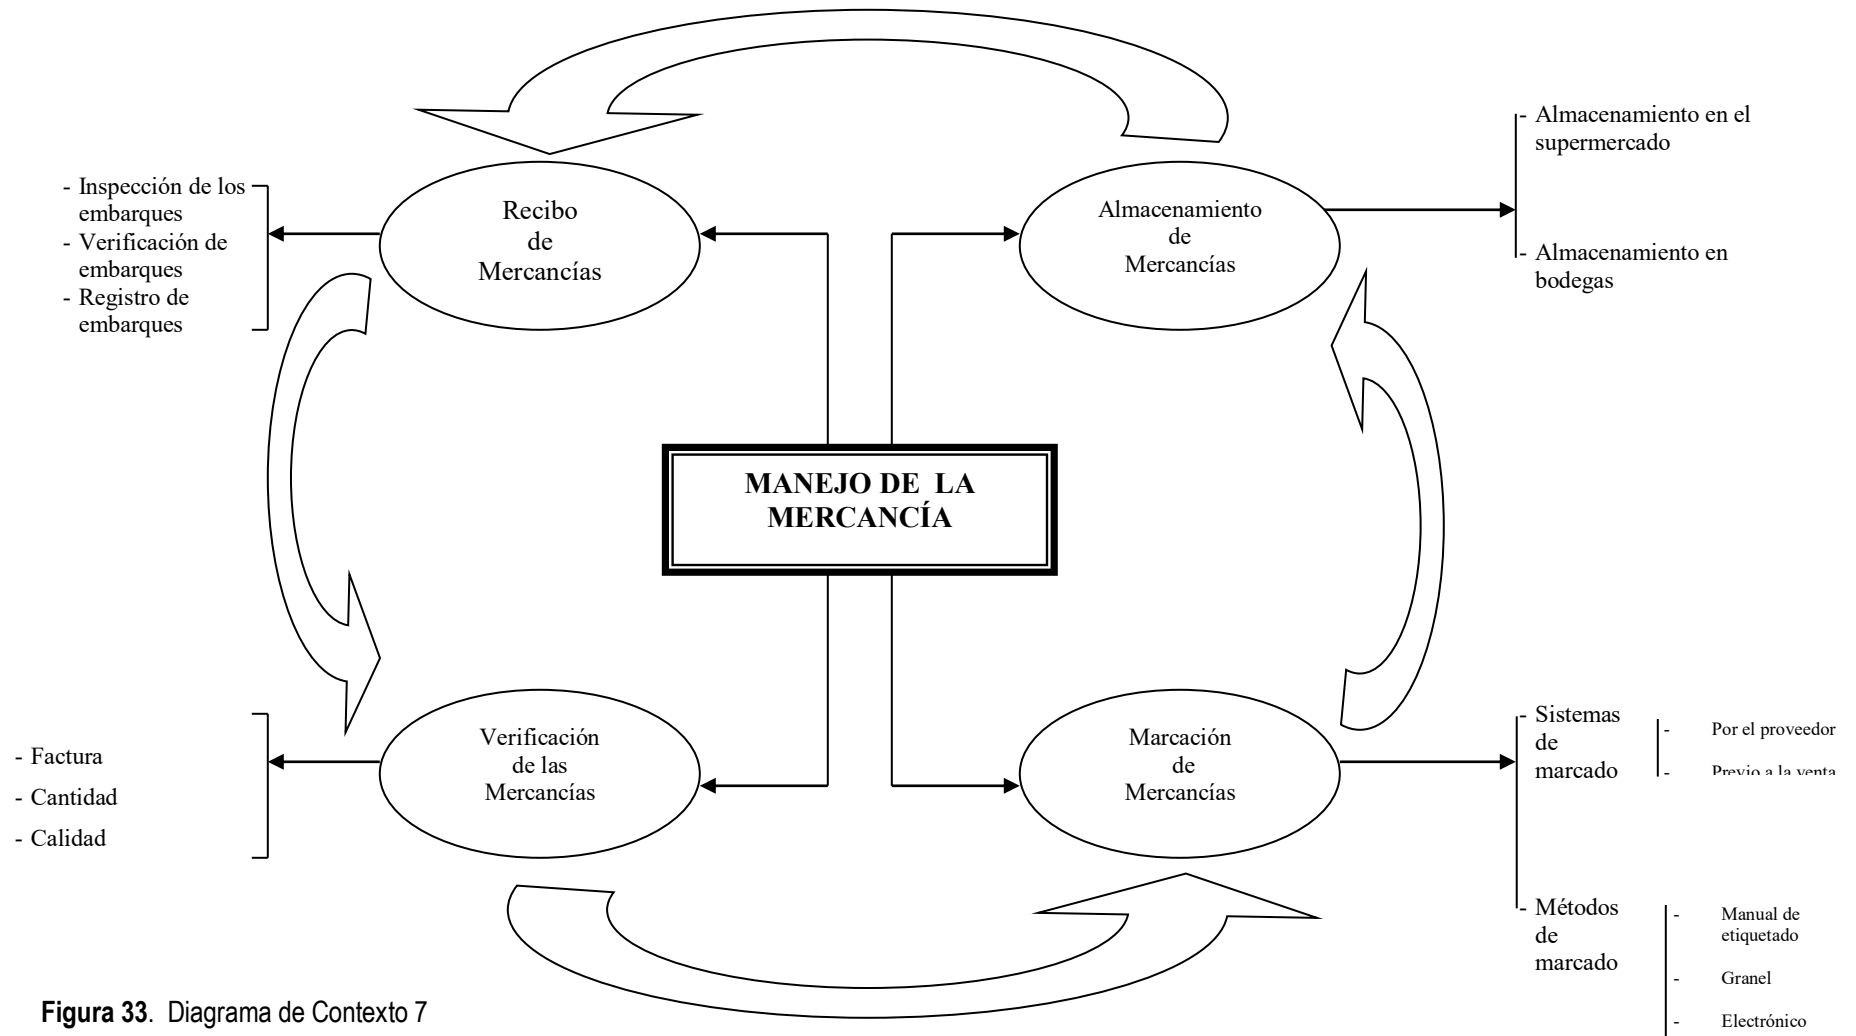 - Inspección de los
embarques
- Verificación de
embarques
- Registro de
embarques
Recibo
de
Mercancías
Almacenamiento
de
Mercancías
- Almacenamiento en el
supermercado
- Almacenamiento en
bodegas
MANEJO DE LA
MERCANCÍA
- Factura
- Cantidad
- Calidad
Verificación
de las
Mercancías
Marcación
de
Mercancías
- Sistemas
de
marcado
- Por el proveedor
- Previo a la venta
- Métodos
de
marcado
- Manual de
etiquetado
- Granel
- Electrónico
Figura 33. Diagrama de Contexto 7